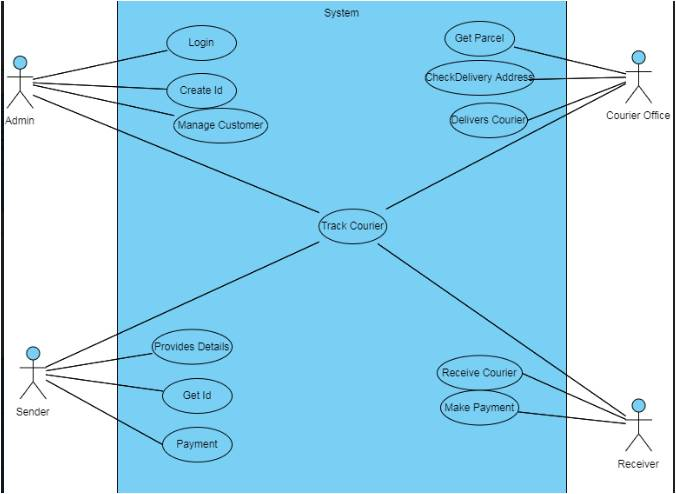 System
Login
Get Parcel
CheckDelivery Address
Create Id
Admin
Courier Office
Manage Customer
Delivers Courier
Track Courier
Provides Details
Receive Courier
Get Id
Make Payment
Sender
Payment
Receiver